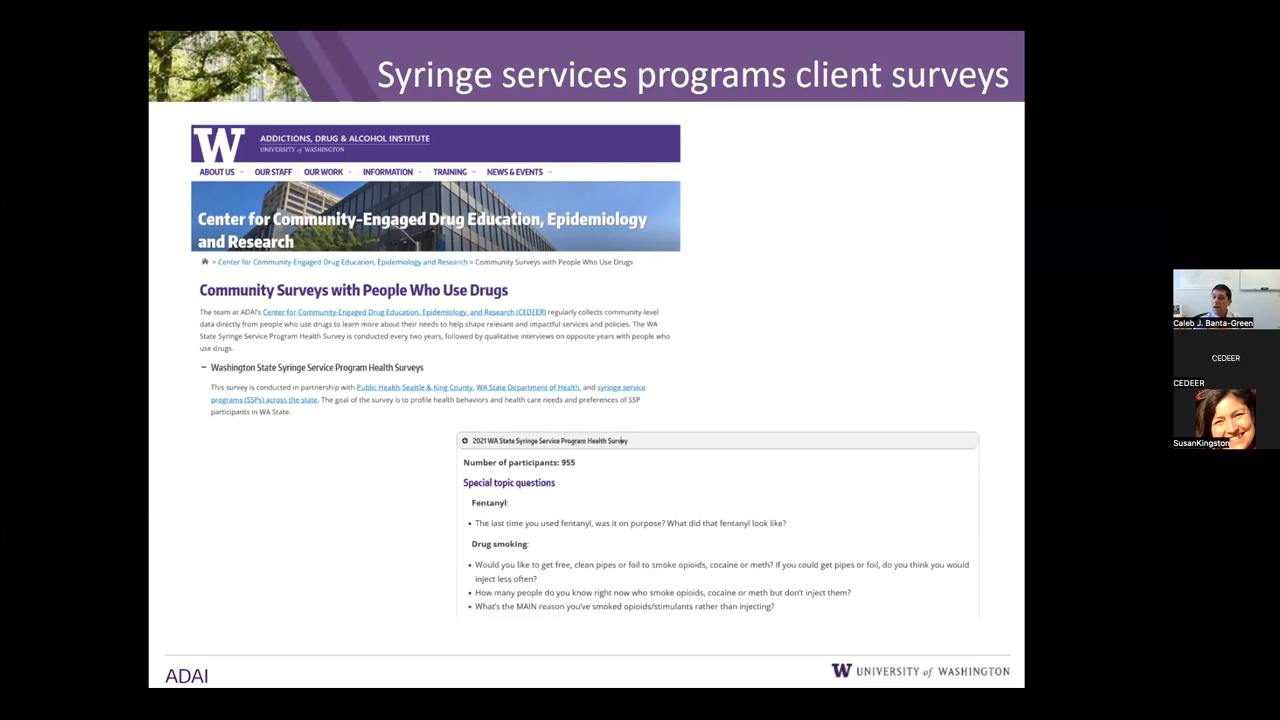 Syringe services programs client surveys
W
ADDICTIONS, DRUG & ALCOHOL INSTITUTE
UNIVERSITY of WASHINGTON
ABOUT US OUR STAFF OUR WORK INFORMATION TRAINING NEWS & EVENTS
Center for Community-Engaged Drug Education, Epidemiology
and Research
> Center for Community-Engaged Drug Education, Epidemiology and Research > Community Surveys with People Who Use Drugs
Community Surveys with People Who Use Drugs
The team at ADAI's Center for Community-Engaged Drug Education, Epidemiology, and Research (CEDEER) regularly collects community-level
data directly from people who use drugs to learn more about their needs to help shape relevant and impactful services and policies. The WA
State Syringe Service Program Health Survey is conducted every two years, followed by qualitative interviews on opposite years with people who
use drugs.
− Washington State Syringe Service Program Health Surveys
This survey is conducted in partnership with Public Health-Seattle & King County, WA State Department of Health, and syringe service
programs (SSPs) across the state. The goal of the survey is to profile health behaviors and health care needs and preferences of SSP
participants in WA State.
2021 WA State Syringe Service Program Health Survey
Number of participants: 955
Special topic questions
Fentanyl:
• The last time you used fentanyl, was it on purpose? What did that fentanyl look like?
Drug smoking:
• Would you like to get free, clean pipes or foil to smoke opioids, cocaine or meth? If you could get pipes or foil, do you think you would
inject less often?
• How many people do you know right now who smoke opioids, cocaine or meth but don't inject them?
• What's the MAIN reason you've smoked opioids/stimulants rather than injecting?
ADAI
W UNIVERSITY of WASHINGTON
Caleb J. Banta-Green
CEDEER
CEDEER
SusanKingston